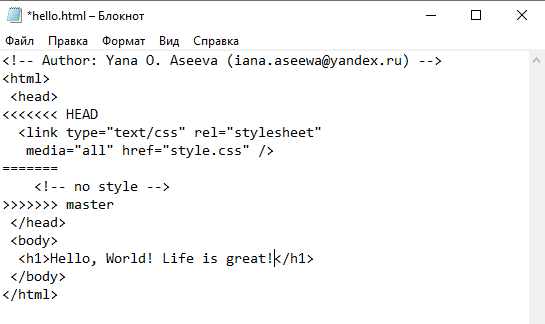 *hello.html – Блокнот
Файл Правка Формат Вид Справка
<!-- Author: Yana O. Aseeva (iana.aseewa@yandex.ru) -->
<html>
 <head>
<<<<<<< HEAD
  <link type="text/css" rel="stylesheet"
   media="all" href="style.css" />
=======
    <!-- no style -->
>>>>>>> master
 </head>
 <body>
  <h1>Hello, World! Life is great!</h1>
 </body>
</html>